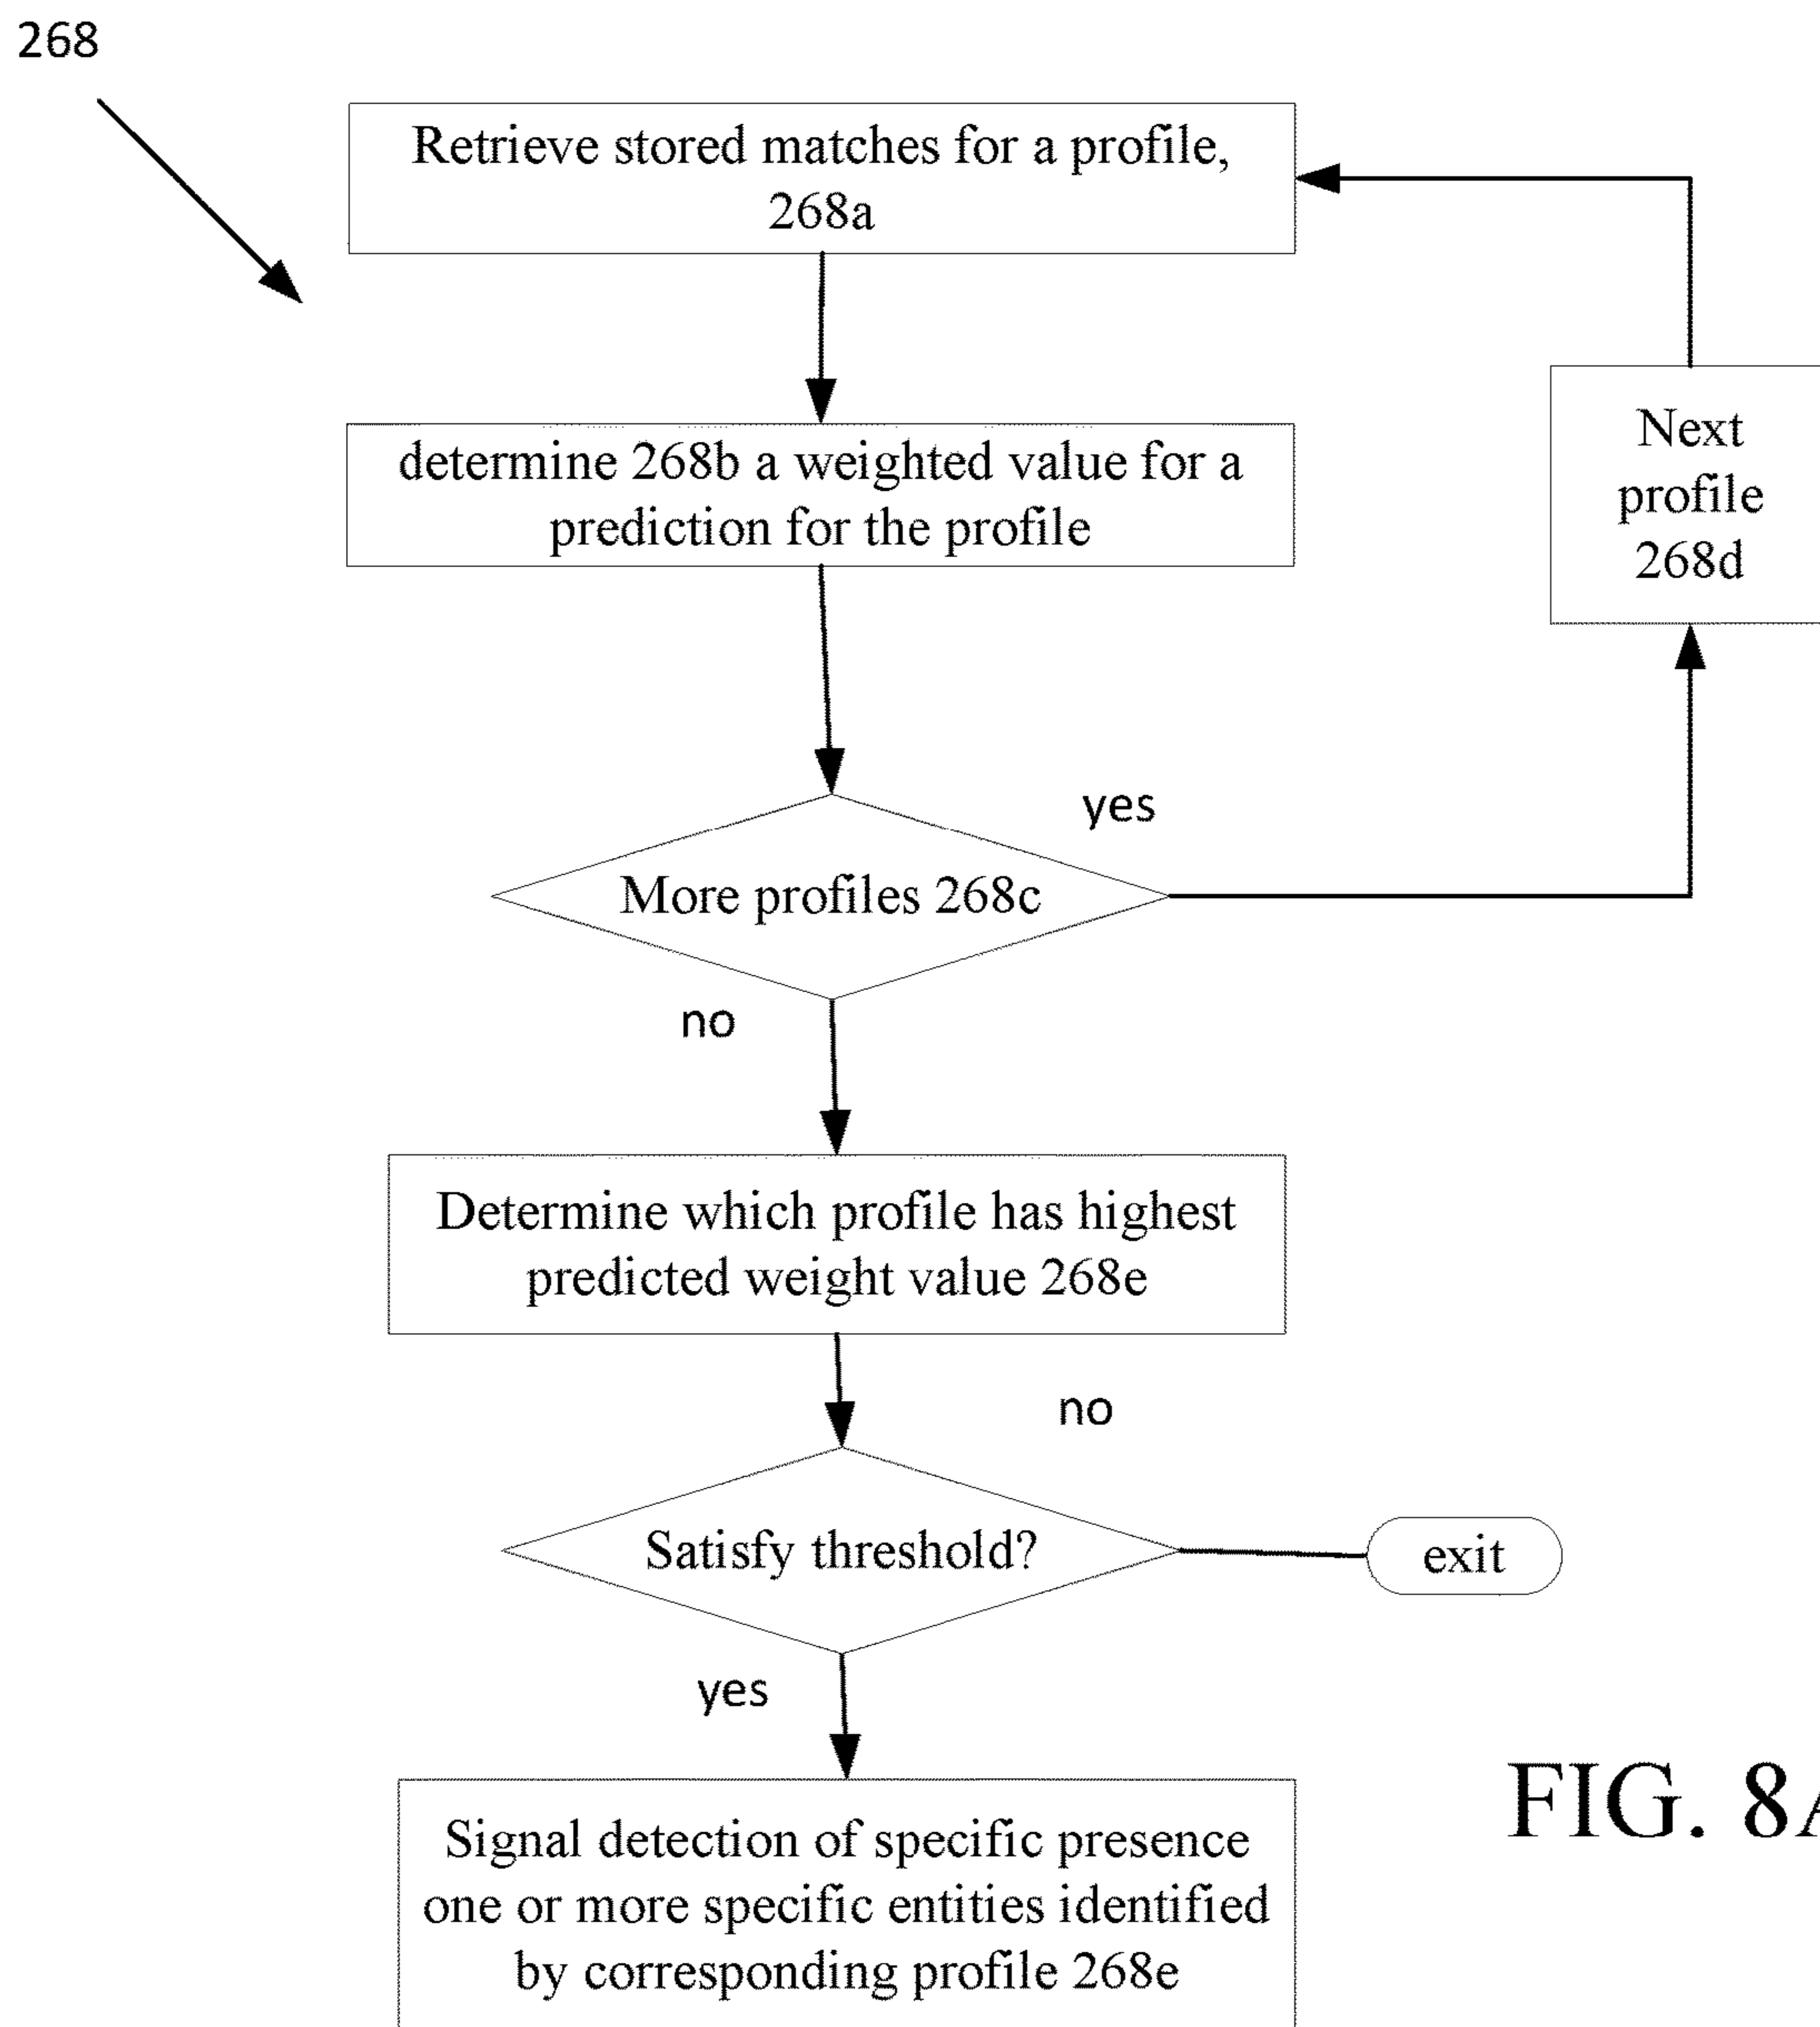 268
Retrieve stored matches for a profile,
268a
determine 268b a weighted value for a
prediction for the profile
Next
profile
268d
yes
More profiles 268c
no
Determine which profile has highest
predicted weight value 268e
no
Satisfy threshold?
exit
yes
Signal detection of specific presence
one or more specific entities identified
by corresponding profile 268e
FIG. 8A